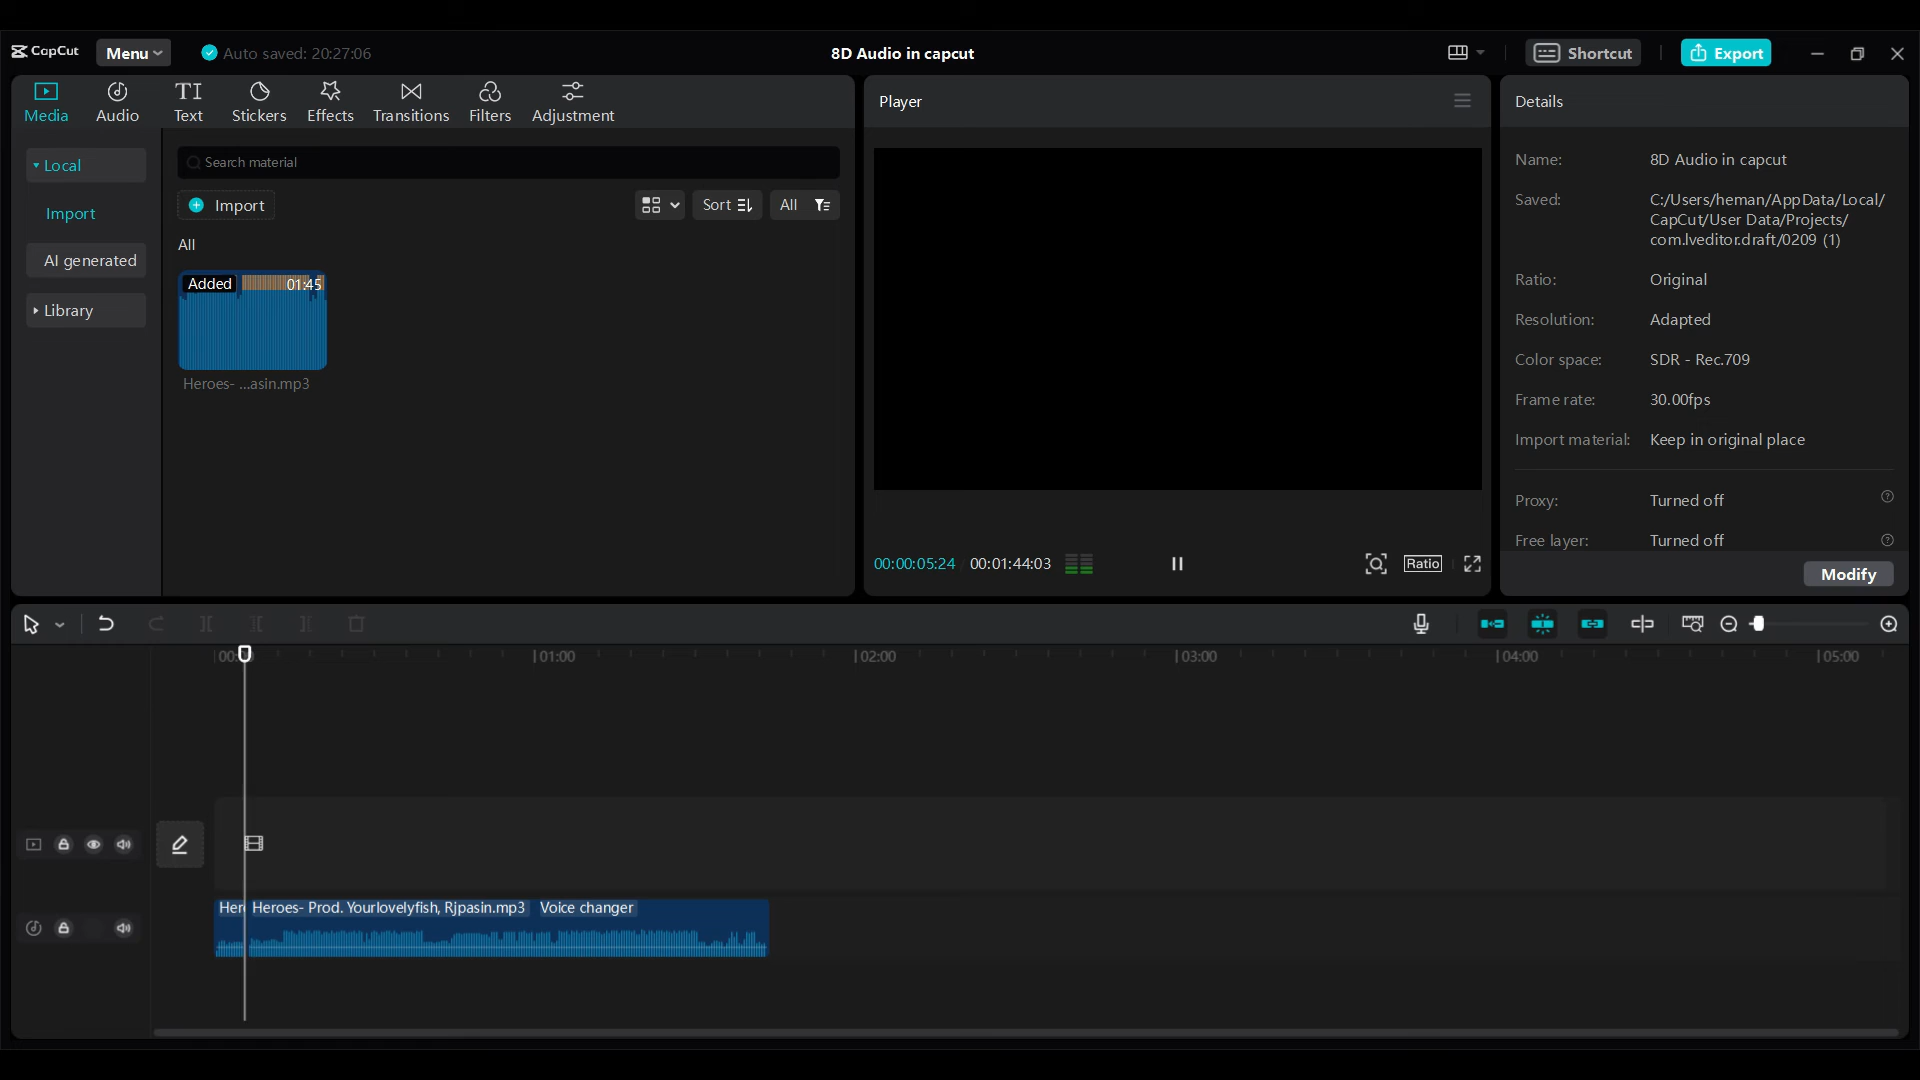 CapCut
Menu
Auto saved: 20:27:06
8D Audio in capcut
Shortcut
Export
Media
Audio
TI
Text
Stickers
Effects
Transitions
Filters
Adjustment
Local
Import
AI generated
Library
Search material
Import
Sort
All
All
Added
01:45
Heroes- ...asin.mp3
Player
00:00:05:24
00:01:44:03
Ratio
Details
Name:
8D Audio in capcut
Saved:
C:/Users/heman/AppData/Local/
CapCut/User Data/Projects/
com.lveditor.draft/0209 (1)
Ratio:
Original
Resolution:
Adapted
Color space:
SDR - Rec.709
Frame rate:
30.00fps
Import material:
Keep in original place
Proxy:
Turned off
Free layer:
Turned off
Modify
01:00
02:00
03:00
04:00
05:00
Her
Heroes- Prod. Yourlovelyfish, Rjpasin.mp3
Voice changer